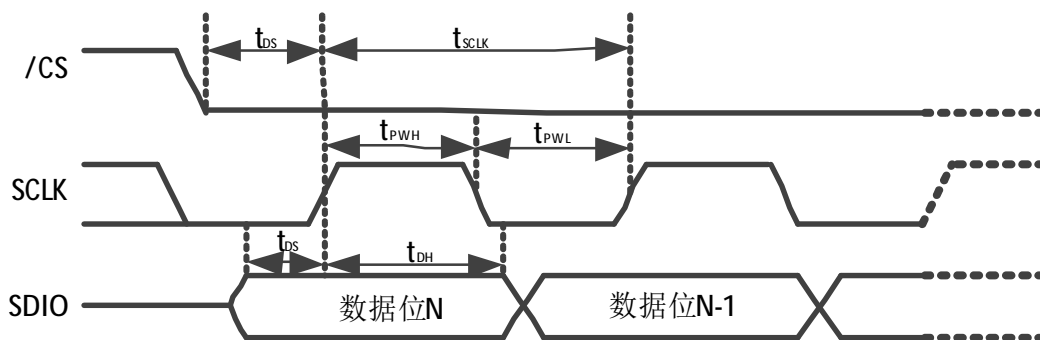 tDS
tSCLK
/CS
tPWH
tPWL
SCLK
tDS
tDH
SDIO
数据位N
数据位N-1